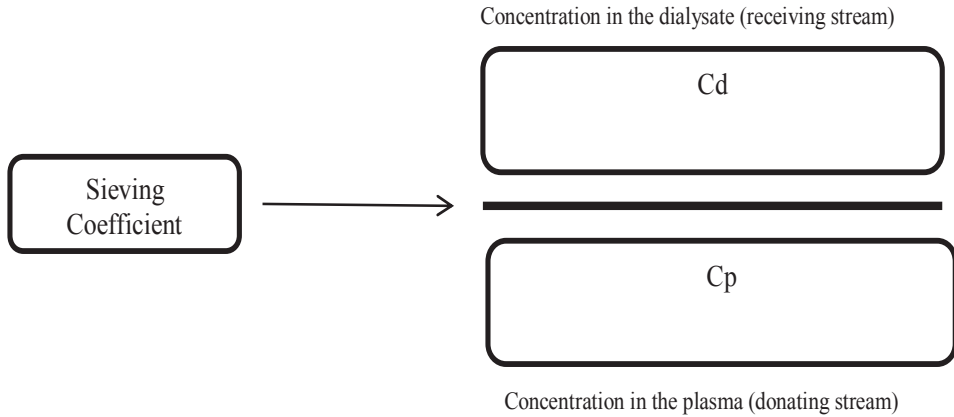 Concentration in the dialysate (receiving stream)
Cd
Sieving
Coefficient
Cp
Concentration in the plasma (donating stream)